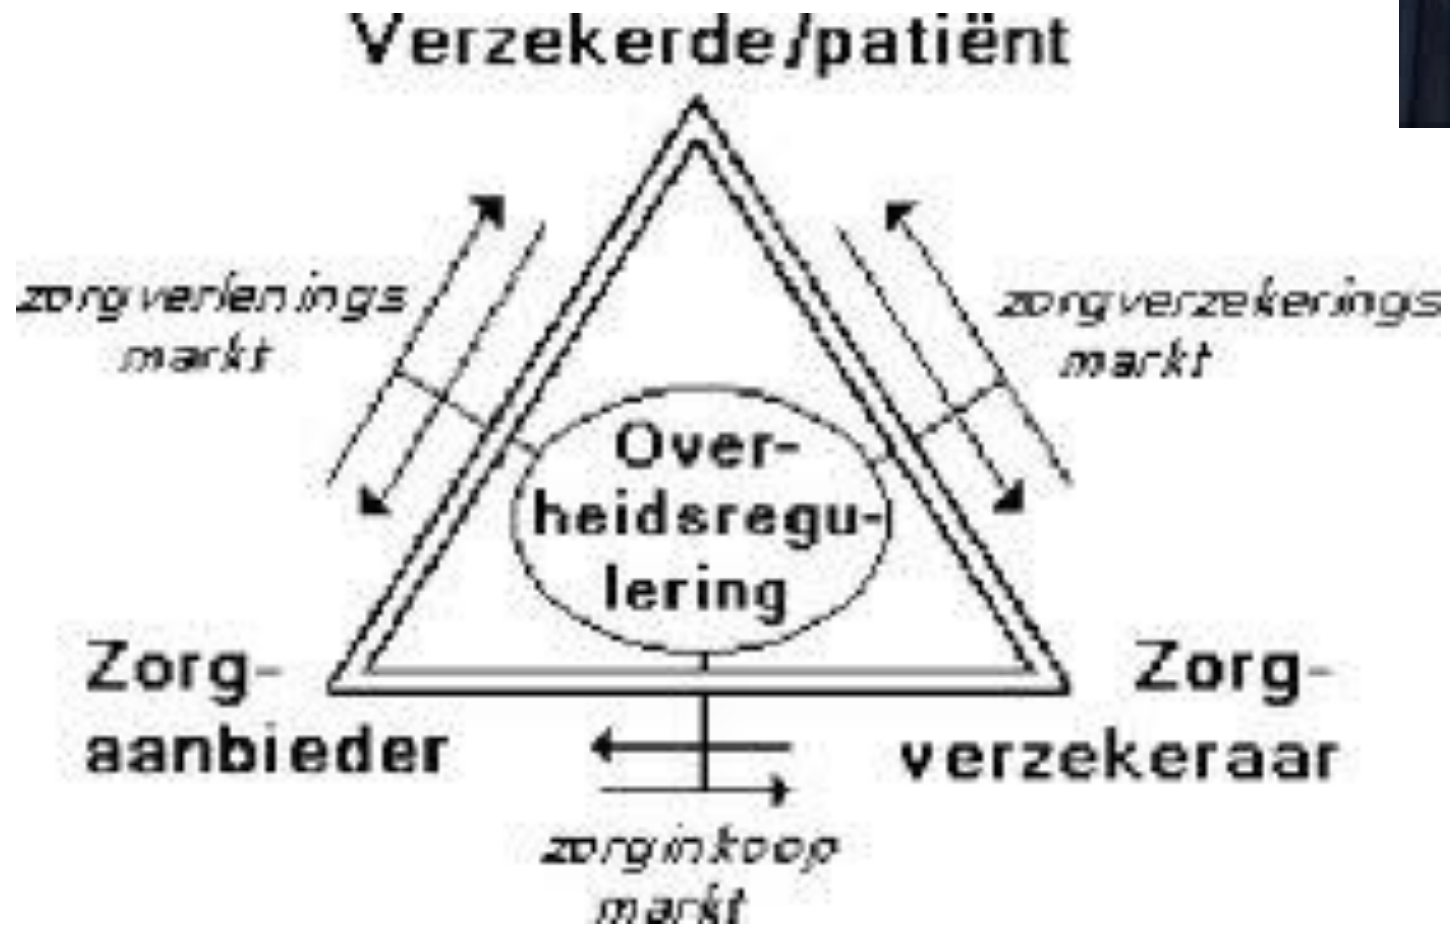 Verzekerde/patiënt
zorgverlenings
markt
zorgverzekerings
markt
Over-
heidsregu-
lering
Zorg-
aanbieder
Zorg-
verzekeraar
zorginkoop
markt